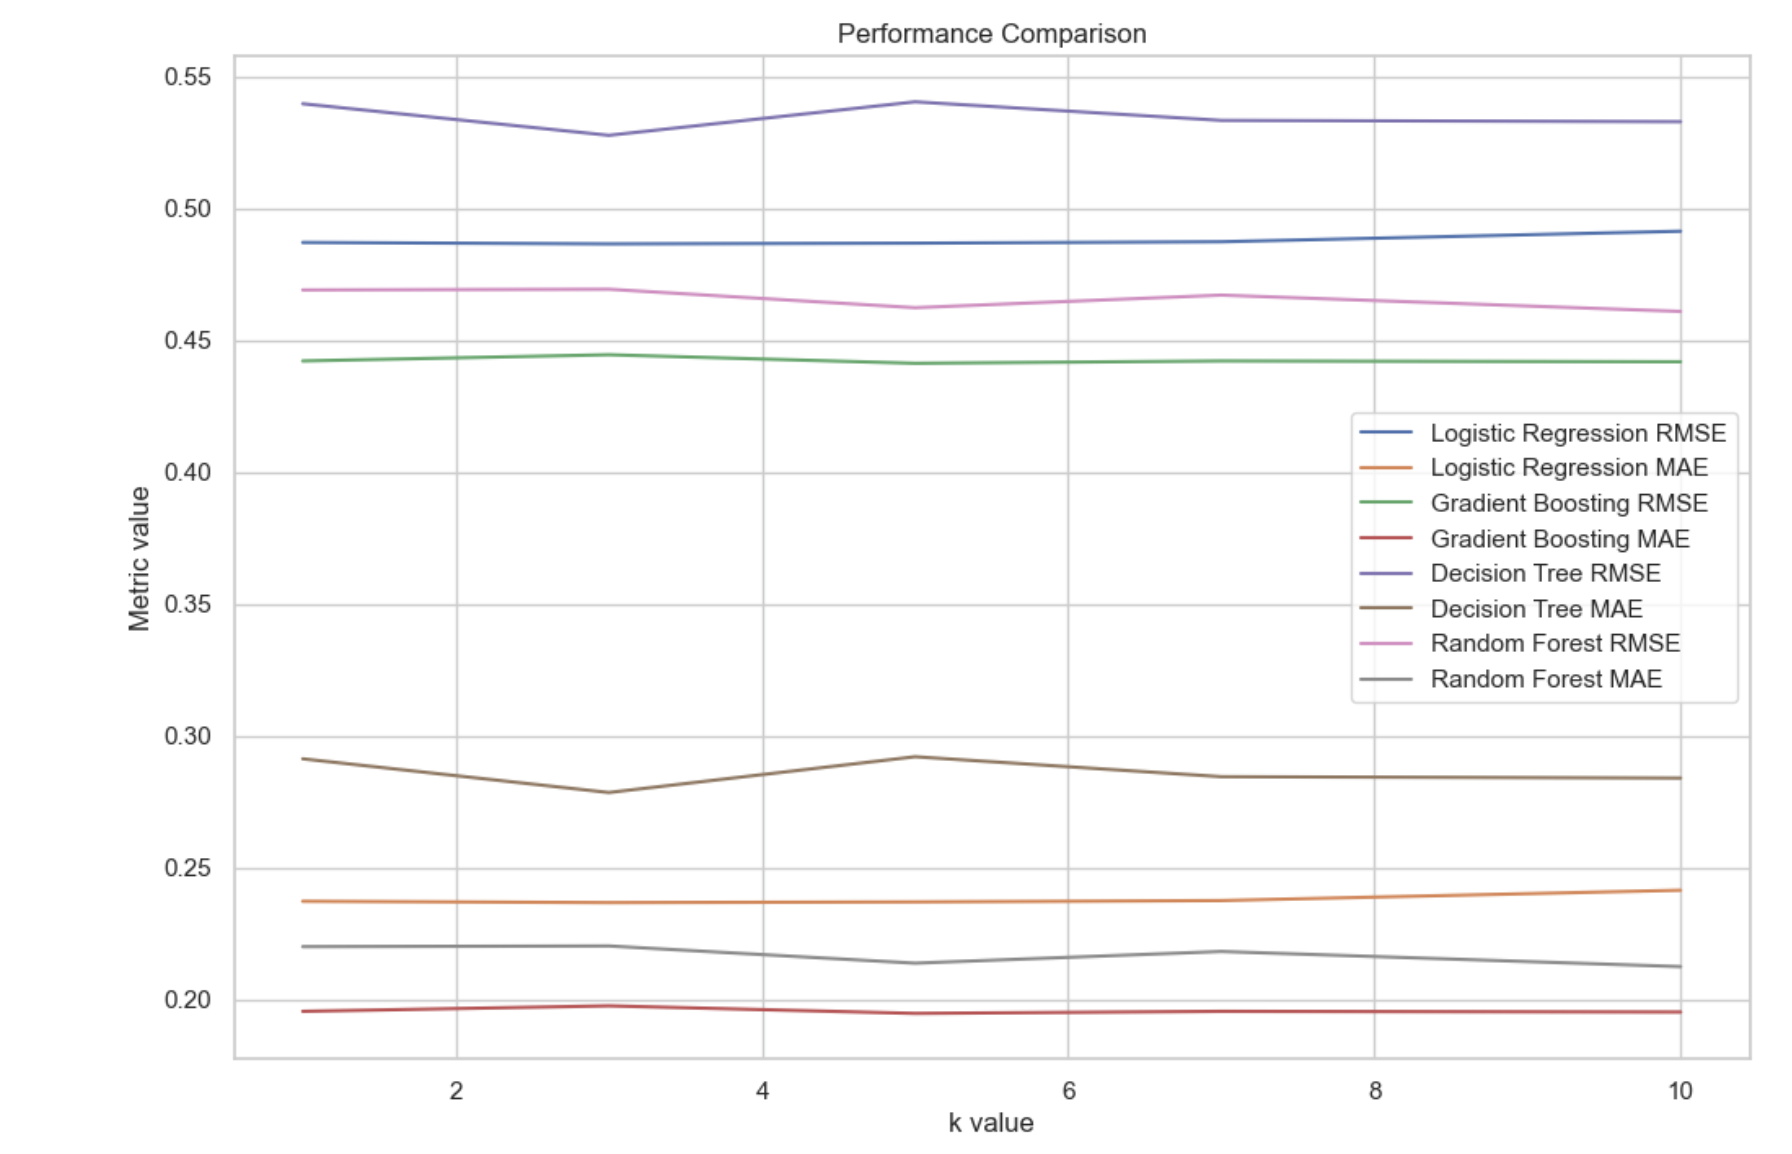 Performance Comparison
0.55
0.50
0.45
0.40
0.35
0.30
0.25
0.20
Metric value
Logistic Regression RMSE
Logistic Regression MAE
Gradient Boosting RMSE
Gradient Boosting MAE
Decision Tree RMSE
Decision Tree MAE
Random Forest RMSE
Random Forest MAE
2 4 6 8 10
k value